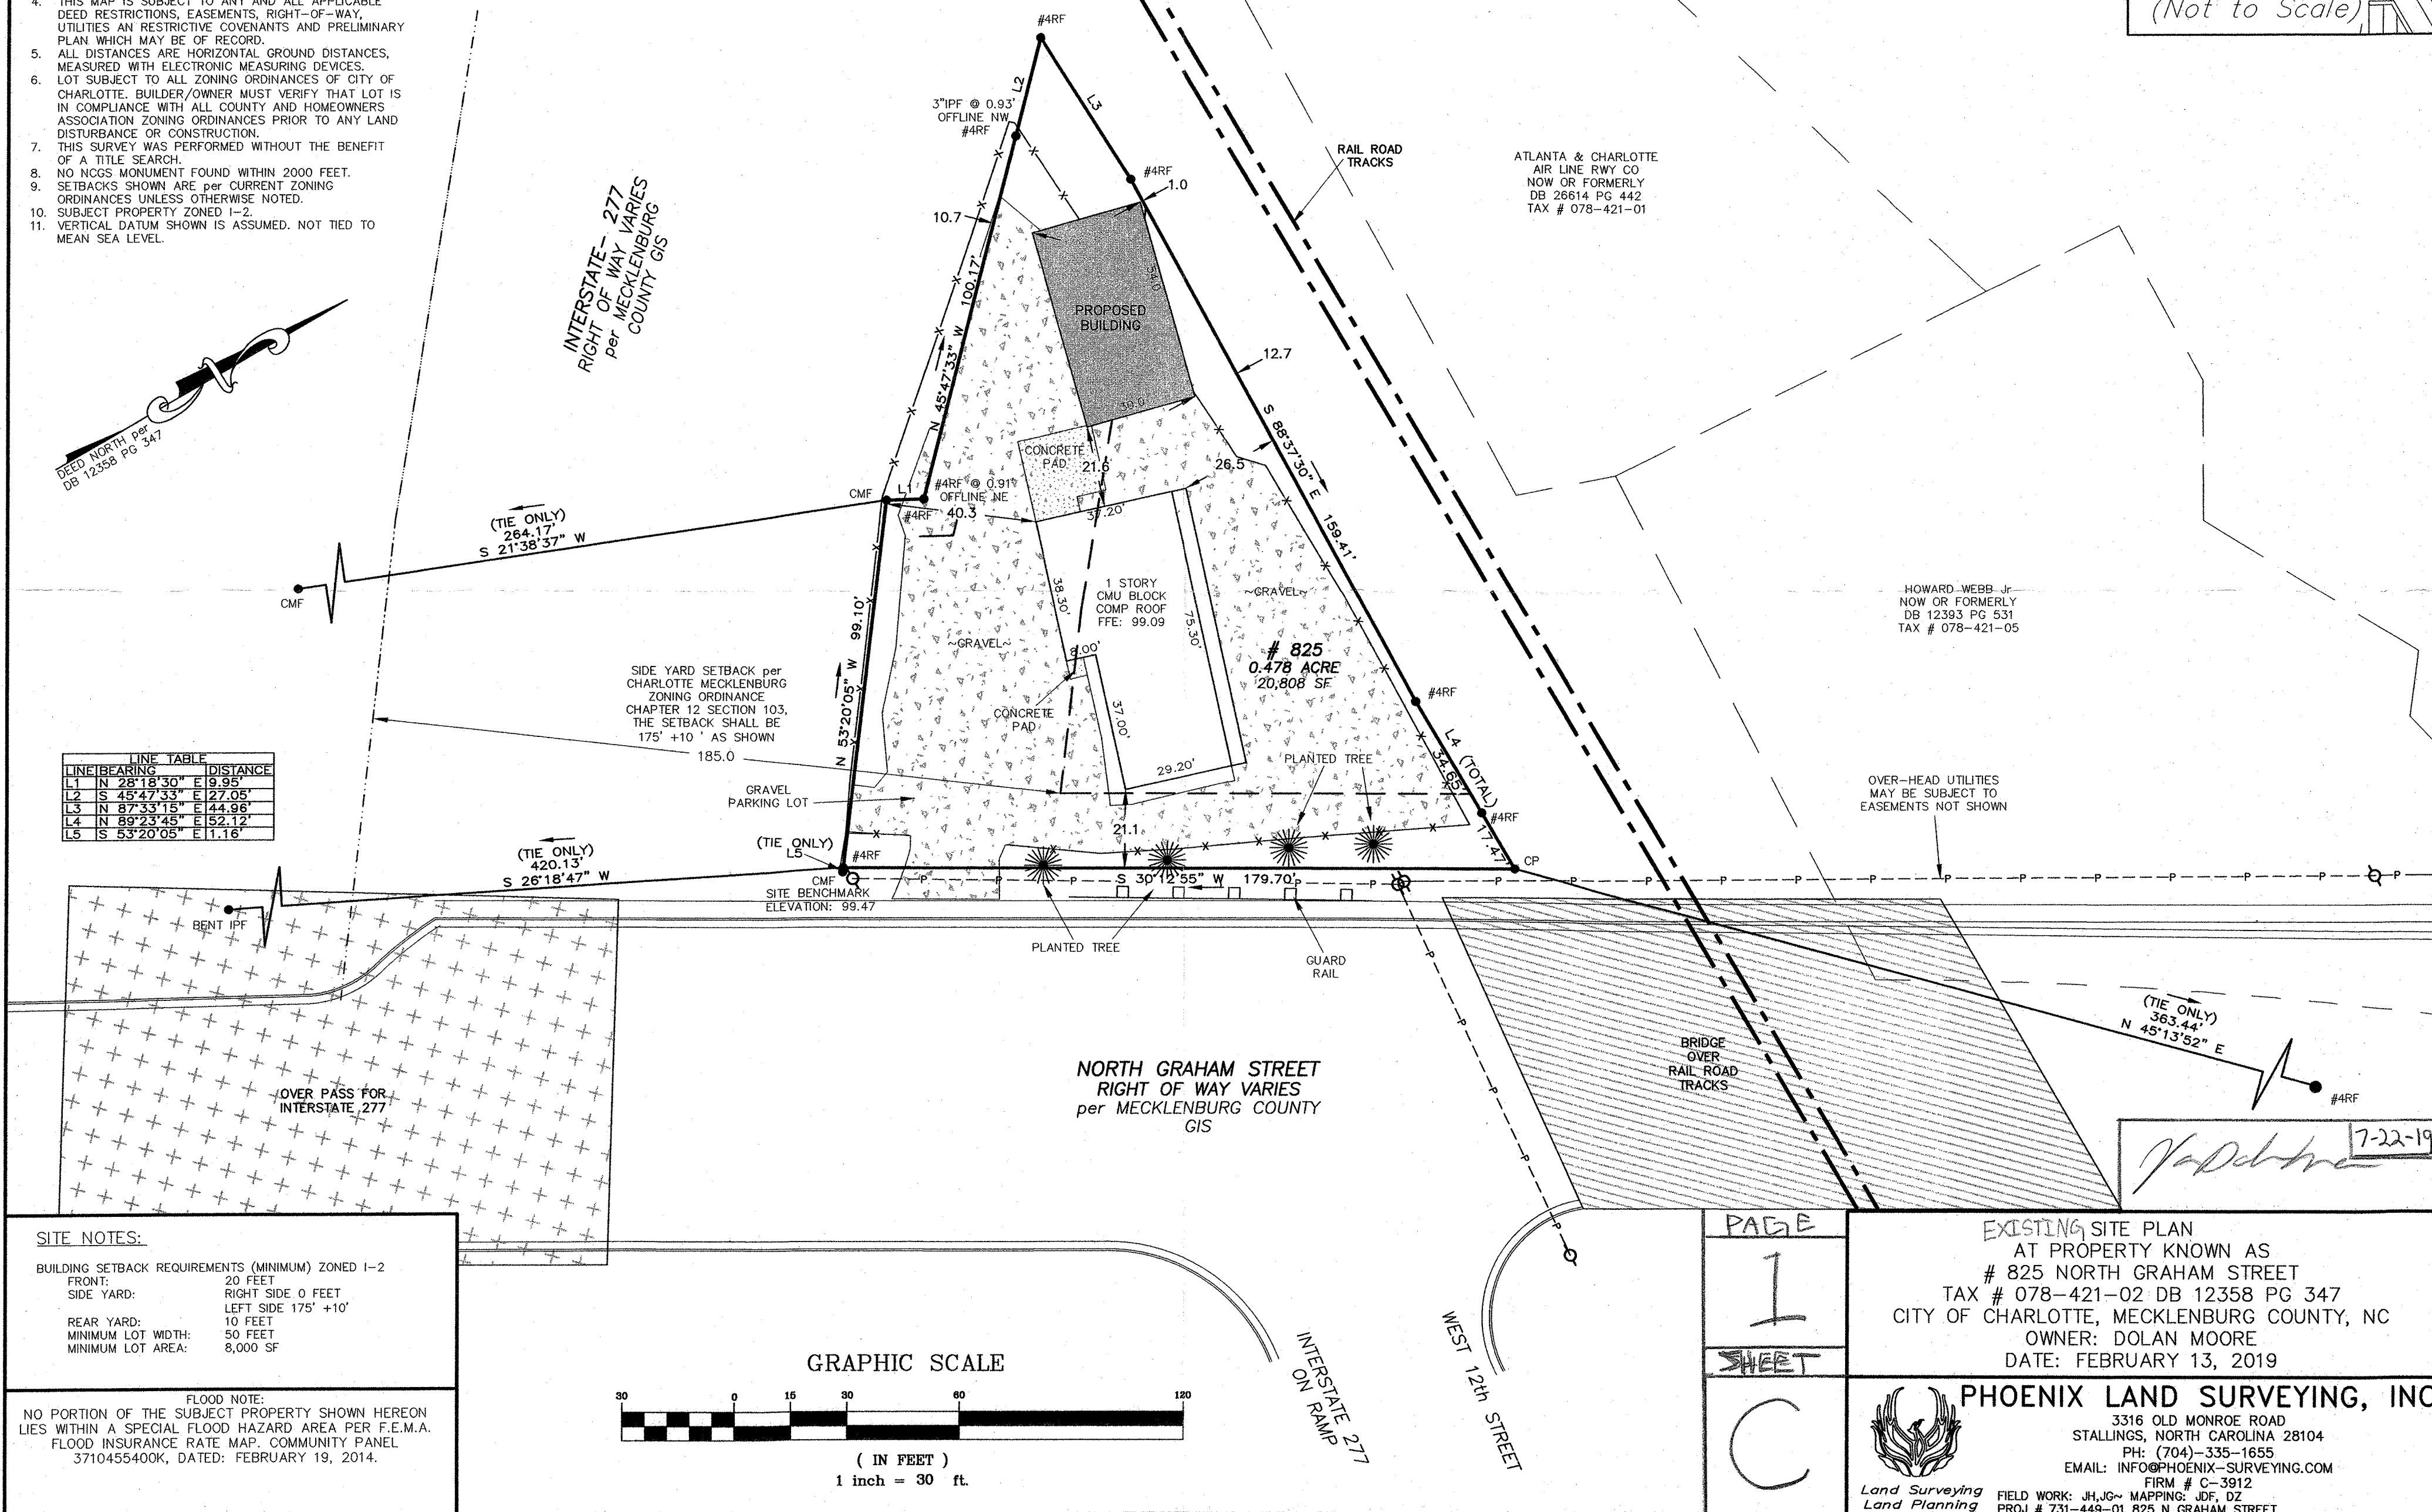 4. THIS MAP IS SUBJECT TO ANY AND ALL APPLICABLE
DEED RESTRICTIONS, EASEMENTS, RIGHT-OF-WAY,
UTILITIES AN RESTRICTIVE COVENANTS AND PRELIMINARY
PLAN WHICH MAY BE OF RECORD.
5. ALL DISTANCES ARE HORIZONTAL GROUND DISTANCES,
MEASURED WITH ELECTRONIC MEASURING DEVICES.
6. LOT SUBJECT TO ALL ZONING ORDINANCES OF CITY OF
CHARLOTTE. BUILDER/OWNER MUST VERIFY THAT LOT IS
IN COMPLIANCE WITH ALL COUNTY AND HOMEOWNERS
ASSOCIATION ZONING ORDINANCES PRIOR TO ANY LAND
DISTURBANCE OR CONSTRUCTION.
7. THIS SURVEY WAS PERFORMED WITHOUT THE BENEFIT
OF A TITLE SEARCH.
8. NO NCGS MONUMENT FOUND WITHIN 2000 FEET.
9. SETBACKS SHOWN ARE per CURRENT ZONING
ORDINANCES UNLESS OTHERWISE NOTED.
10. SUBJECT PROPERTY ZONED I-2.
11. VERTICAL DATUM SHOWN IS ASSUMED. NOT TIED TO
MEAN SEA LEVEL.
(Not to Scale)
DEED NORTH per
DB 12358 PG 347
INTERSTATE- 277
RIGHT OF WAY VARIES
per MECKLENBURG
COUNTY GIS
#4RF
L2
L3
3"IPF @ 0.93'
OFFLINE NW
#4RF
#4RF
1.0
10.7
N 45°47'33" W 100.17'
54.0
PROPOSED
BUILDING
30.0
12.7
RAIL ROAD
TRACKS
ATLANTA & CHARLOTTE
AIR LINE RWY CO
NOW OR FORMERLY
DB 26614 PG 442
TAX # 078-421-01
S 88°37'30" E 159.41'
26.5
CONCRETE
PAD
21.6
CMF
L1
#4RF @ 0.91'
OFFLINE NE
#4RF
40.3
37.20'
(TIE ONLY)
264.17'
S 21°38'37" W
CMF
38.30'
1 STORY
CMU BLOCK
COMP ROOF
FFE: 99.09
75.30'
~GRAVEL~
~GRAVEL~
8.00'
# 825
0.478 ACRE
20,808 SF
CONCRETE
PAD
37.00'
29.20'
N 53°20'05" W 99.10'
HOWARD WEBB Jr
NOW OR FORMERLY
DB 12393 PG 531
TAX # 078-421-05
SIDE YARD SETBACK per
CHARLOTTE MECKLENBURG
ZONING ORDINANCE
CHAPTER 12 SECTION 103,
THE SETBACK SHALL BE
175' +10 ' AS SHOWN
185.0
#4RF
L4 (TOTAL)
34.65'
#4RF
17.47'
CP
PLANTED TREE
GRAVEL
PARKING LOT
21.1
LINE TABLE
LINE BEARING DISTANCE
L1 N 28°18'30" E 9.95'
L2 S 45°47'33" E 27.05'
L3 N 87°33'15" E 44.96'
L4 N 89°23'45" E 52.12'
L5 S 53°20'05" E 1.16'
OVER-HEAD UTILITIES
MAY BE SUBJECT TO
EASEMENTS NOT SHOWN
(TIE ONLY)
L5
#4RF
CMF
SITE BENCHMARK
ELEVATION: 99.47
(TIE ONLY)
420.13'
S 26°18'47" W
BENT IPF
S 30°12'55" W 179.70'
PLANTED TREE
GUARD
RAIL
OVER PASS FOR
INTERSTATE 277
NORTH GRAHAM STREET
RIGHT OF WAY VARIES
per MECKLENBURG COUNTY
GIS
BRIDGE
OVER
RAIL ROAD
TRACKS
(TIE ONLY)
363.44'
N 45°13'52" E
#4RF
7-22-19
SITE NOTES:
BUILDING SETBACK REQUIREMENTS (MINIMUM) ZONED I-2
FRONT: 20 FEET
SIDE YARD: RIGHT SIDE 0 FEET
LEFT SIDE 175' +10'
REAR YARD: 10 FEET
MINIMUM LOT WIDTH: 50 FEET
MINIMUM LOT AREA: 8,000 SF
FLOOD NOTE:
NO PORTION OF THE SUBJECT PROPERTY SHOWN HEREON
LIES WITHIN A SPECIAL FLOOD HAZARD AREA PER F.E.M.A.
FLOOD INSURANCE RATE MAP. COMMUNITY PANEL
3710455400K, DATED: FEBRUARY 19, 2014.
GRAPHIC SCALE
30 0 15 30 60 120
( IN FEET )
1 inch = 30 ft.
INTERSTATE 277
ON RAMP
WEST 12th STREET
PAGE
1
SHEET
C
EXISTING SITE PLAN
AT PROPERTY KNOWN AS
# 825 NORTH GRAHAM STREET
TAX # 078-421-02 DB 12358 PG 347
CITY OF CHARLOTTE, MECKLENBURG COUNTY, NC
OWNER: DOLAN MOORE
DATE: FEBRUARY 13, 2019
PHOENIX LAND SURVEYING, INC
3316 OLD MONROE ROAD
STALLINGS, NORTH CAROLINA 28104
PH: (704)-335-1655
EMAIL: INFO@PHOENIX-SURVEYING.COM
FIRM # C-3912
Land Surveying
Land Planning
FIELD WORK: JH,JG~ MAPPING: JDF, DZ
PROJ # 731-449-01 825 N GRAHAM STREET